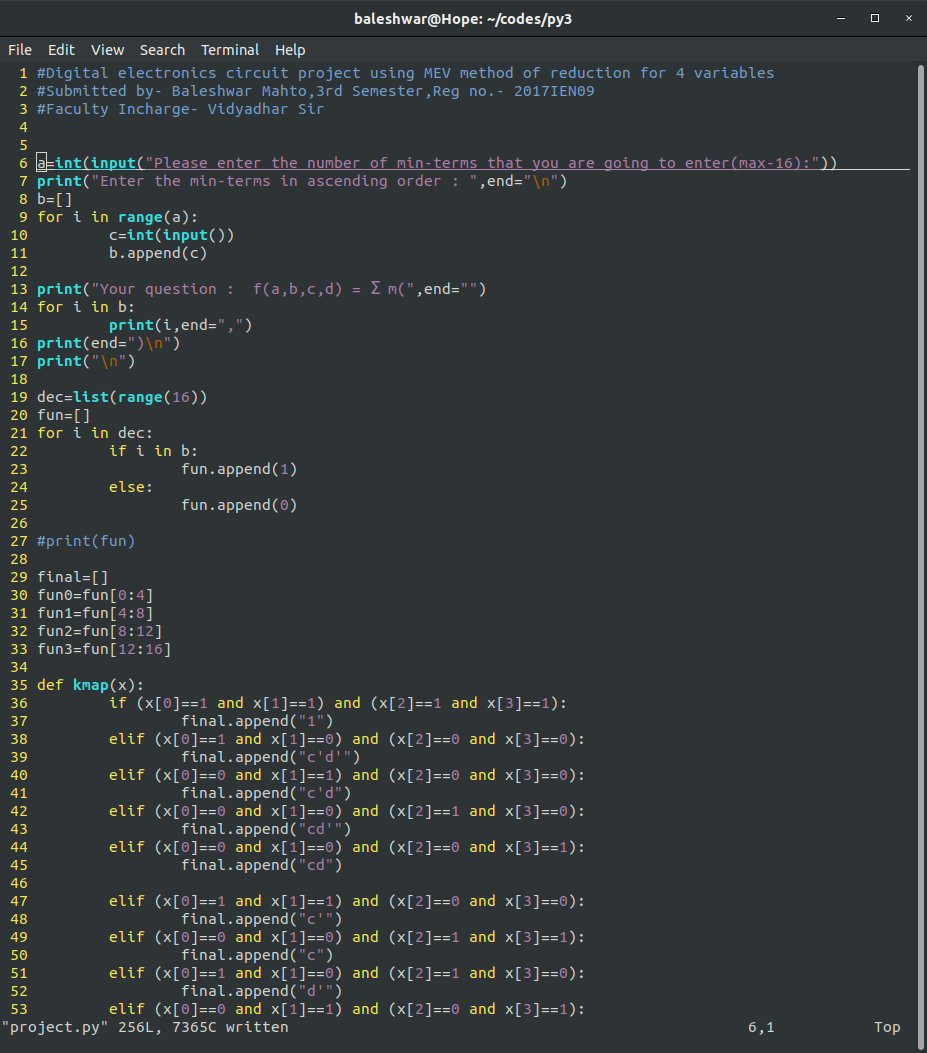 baleshwar@Hope: ~/codes/py3
File Edit View Search Terminal Help
1 #Digital electronics circuit project using MEV method of reduction for 4 variables
2 #Submitted by- Baleshwar Mahto,3rd Semester,Reg no.- 2017IEN09
3 #Faculty Incharge- Vidyadhar Sir
4
5
6 a=int(input("Please enter the number of min-terms that you are going to enter(max-16):"))
7 print("Enter the min-terms in ascending order : ",end="\n")
8 b=[]
9 for i in range(a):
10         c=int(input())
11         b.append(c)
12
13 print("Your question :  f(a,b,c,d) = Σ m(",end="")
14 for i in b:
15         print(i,end=",")
16 print(end=")\n")
17 print("\n")
18
19 dec=list(range(16))
20 fun=[]
21 for i in dec:
22         if i in b:
23                 fun.append(1)
24         else:
25                 fun.append(0)
26
27 #print(fun)
28
29 final=[]
30 fun0=fun[0:4]
31 fun1=fun[4:8]
32 fun2=fun[8:12]
33 fun3=fun[12:16]
34
35 def kmap(x):
36         if (x[0]==1 and x[1]==1) and (x[2]==1 and x[3]==1):
37                 final.append("1")
38         elif (x[0]==1 and x[1]==0) and (x[2]==0 and x[3]==0):
39                 final.append("c'd'")
40         elif (x[0]==0 and x[1]==1) and (x[2]==0 and x[3]==0):
41                 final.append("c'd")
42         elif (x[0]==0 and x[1]==0) and (x[2]==1 and x[3]==0):
43                 final.append("cd'")
44         elif (x[0]==0 and x[1]==0) and (x[2]==0 and x[3]==1):
45                 final.append("cd")
46
47         elif (x[0]==1 and x[1]==1) and (x[2]==0 and x[3]==0):
48                 final.append("c'")
49         elif (x[0]==0 and x[1]==0) and (x[2]==1 and x[3]==1):
50                 final.append("c")
51         elif (x[0]==1 and x[1]==0) and (x[2]==1 and x[3]==0):
52                 final.append("d'")
53         elif (x[0]==0 and x[1]==1) and (x[2]==0 and x[3]==1):
"project.py" 256L, 7365C written 6,1 Top